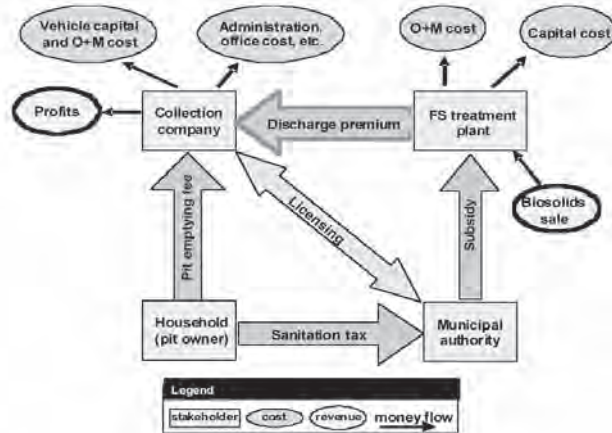 Vehicle capital
and O+M cost
Administration,
office cost, etc.
O+M cost
Capital cost
Profits
Collection
company
Discharge premium
FS treatment
plant
Biosolids
sale
Pit emptying fee
Licensing
Subsidy
Household
(pit owner)
Sanitation tax
Municipal
authority
Legend
stakeholder
cost
revenue
money flow